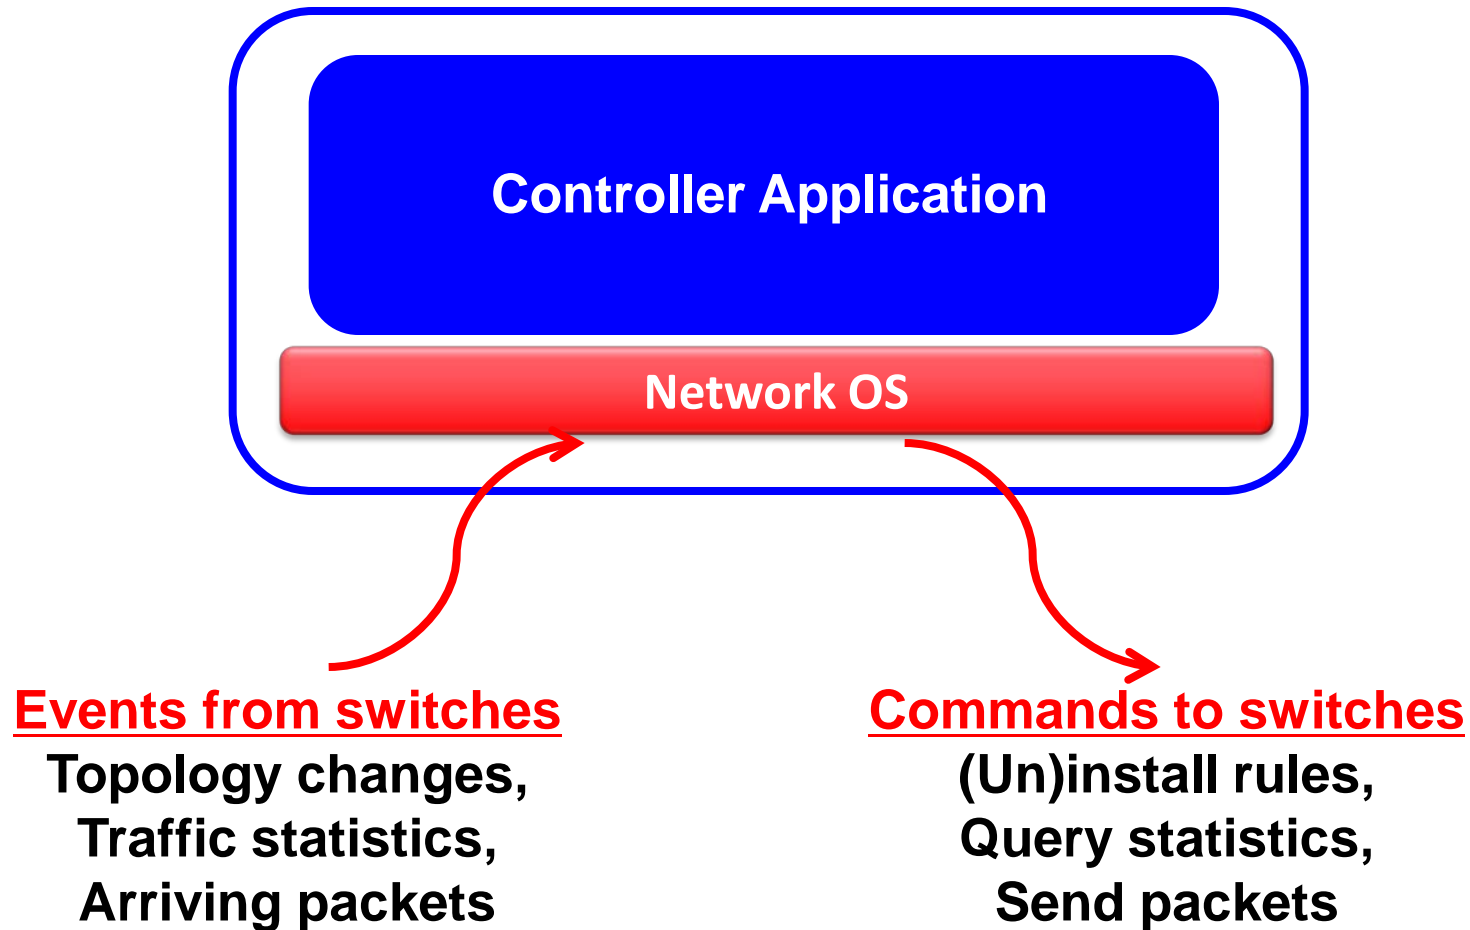 Controller Application
Network OS
Events from switches
Topology changes,
Traffic statistics,
Arriving packets
Commands to switches
(Un)install rules,
Query statistics,
Send packets